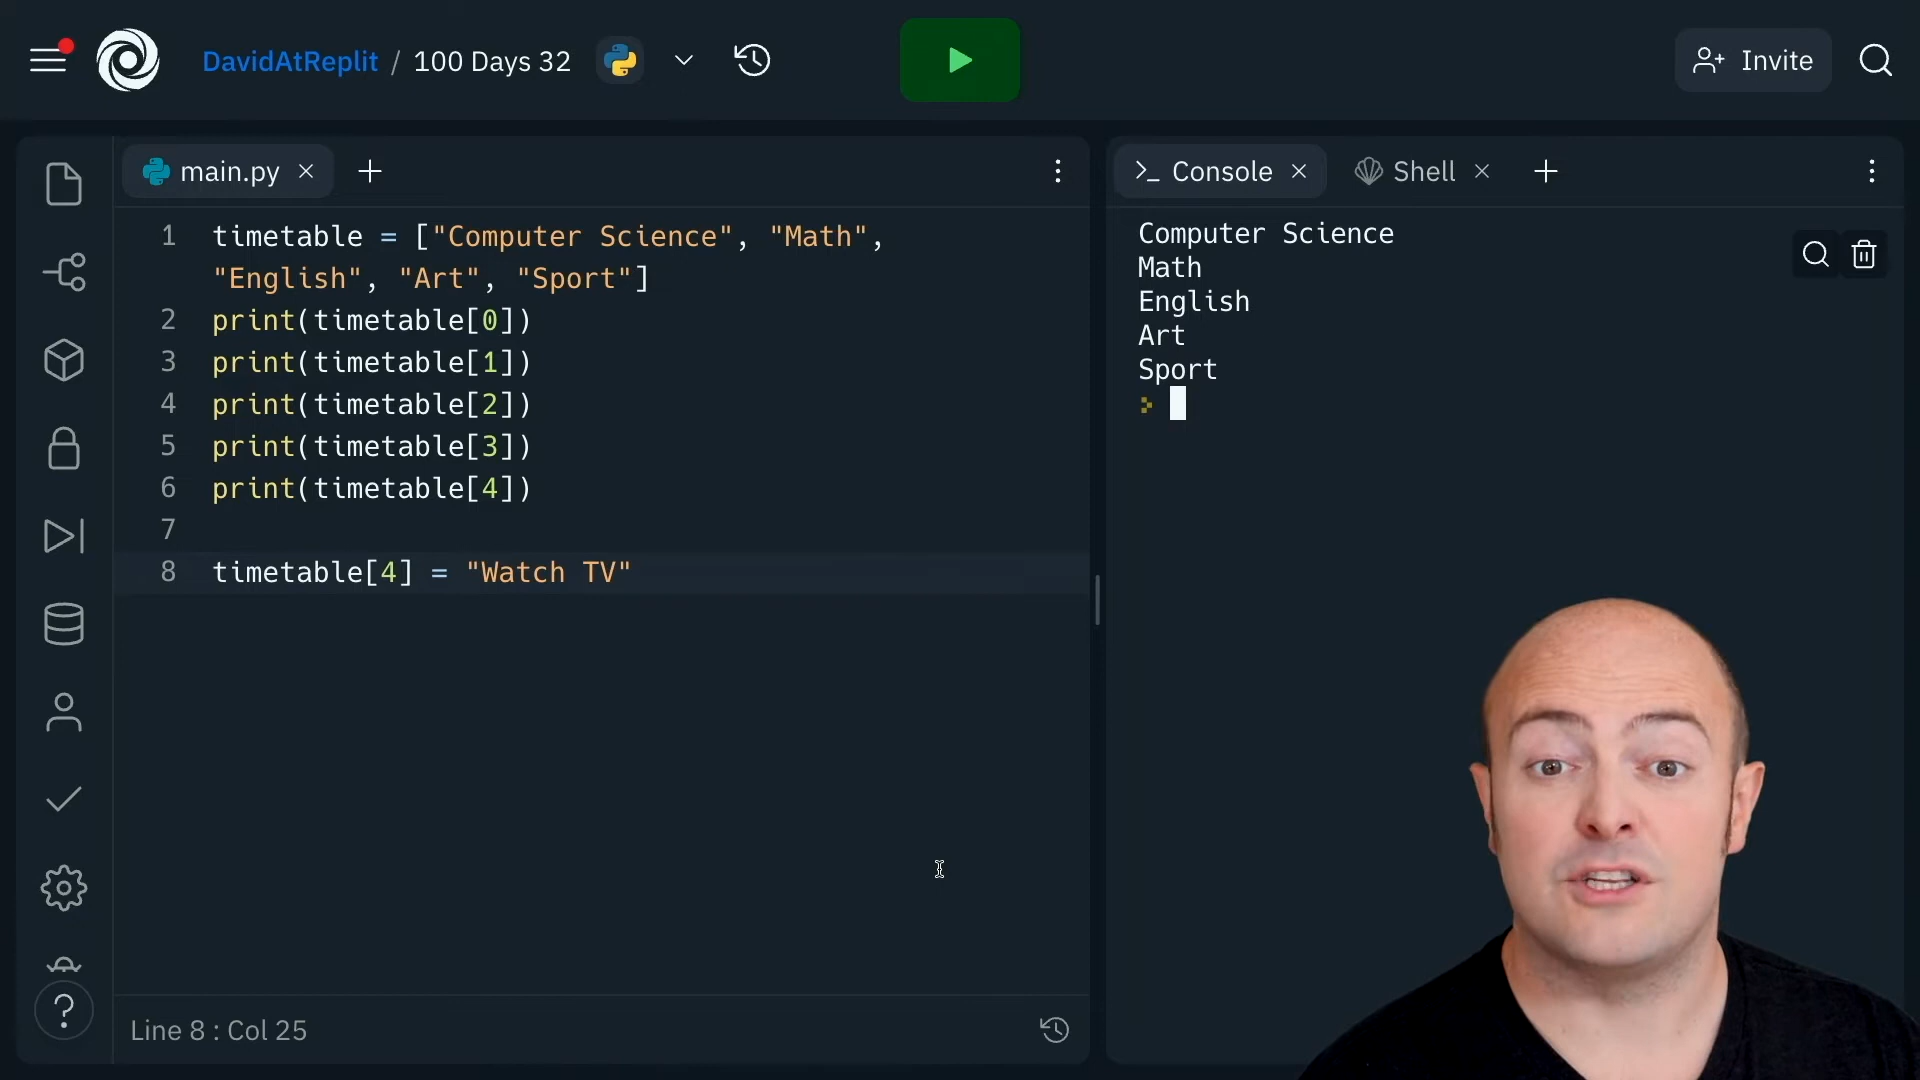 DavidAtReplit / 100 Days 32
Invite
main.py
Console
Shell
1 timetable = ["Computer Science", "Math",
"English", "Art", "Sport"]
2 print(timetable[0])
3 print(timetable[1])
4 print(timetable[2])
5 print(timetable[3])
6 print(timetable[4])
7
8 timetable[4] = "Watch TV"
Line 8 : Col 25
Computer Science
Math
English
Art
Sport